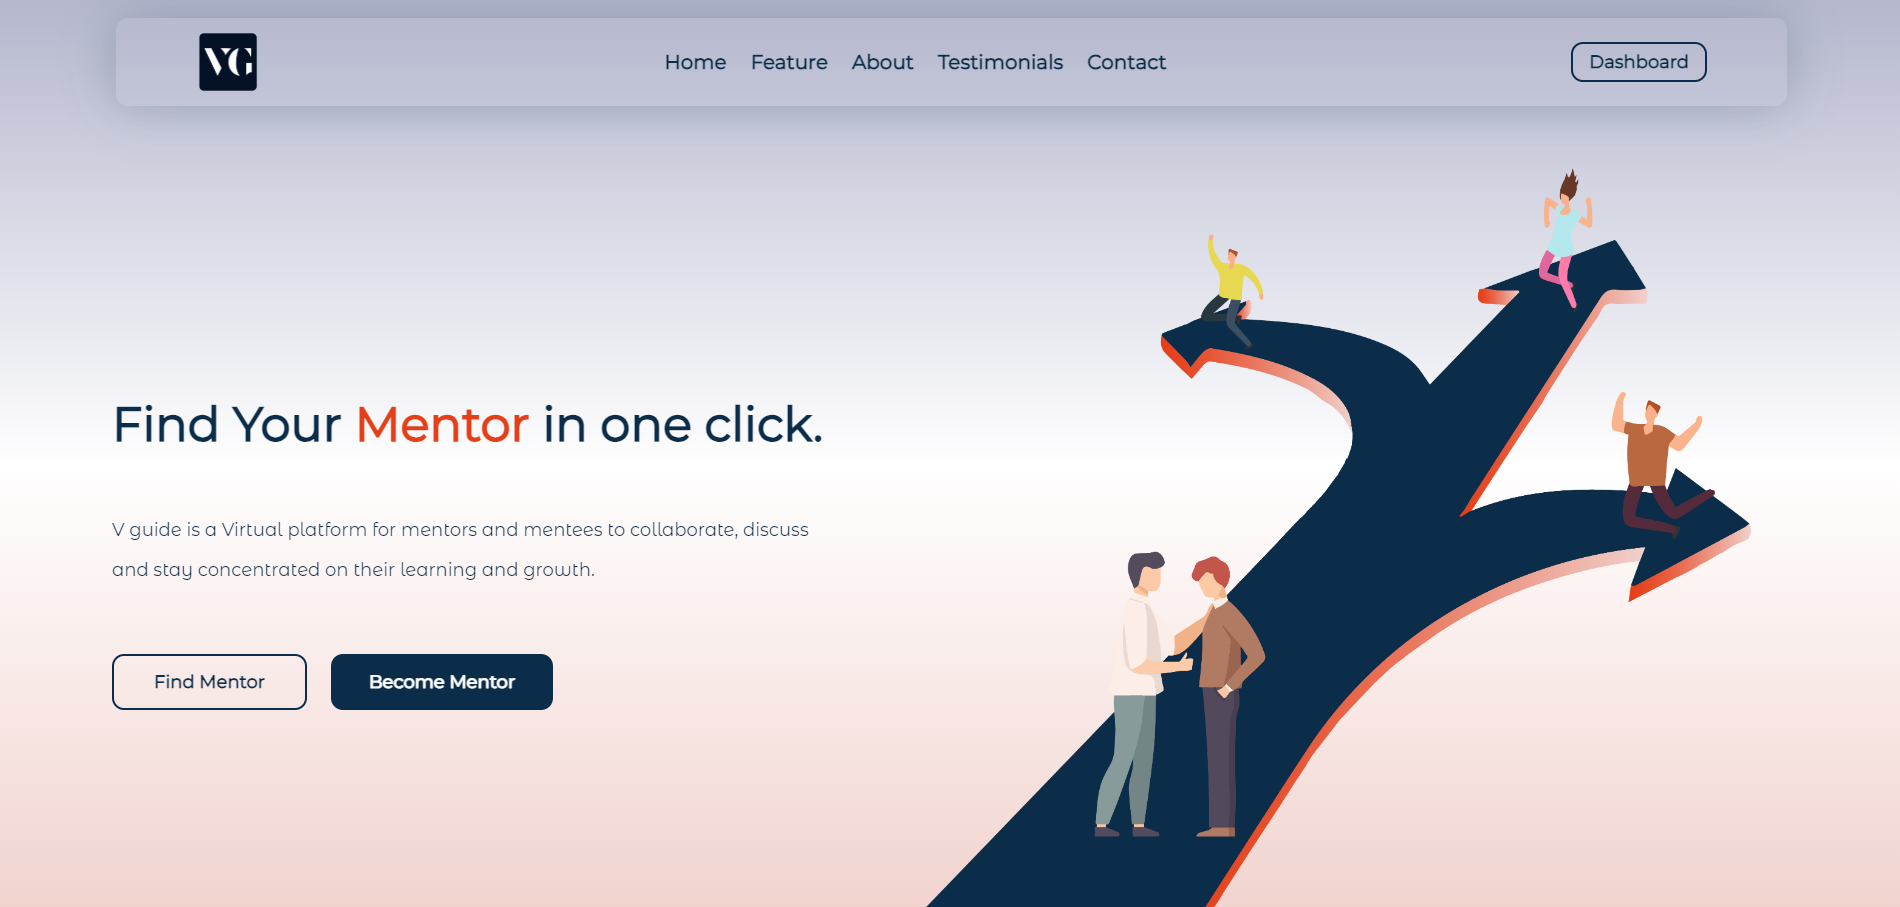 VG
Home Feature About Testimonials Contact
Dashboard
Find Your Mentor in one click.
V guide is a Virtual platform for mentors and mentees to collaborate, discuss
and stay concentrated on their learning and growth.
Find Mentor
Become Mentor